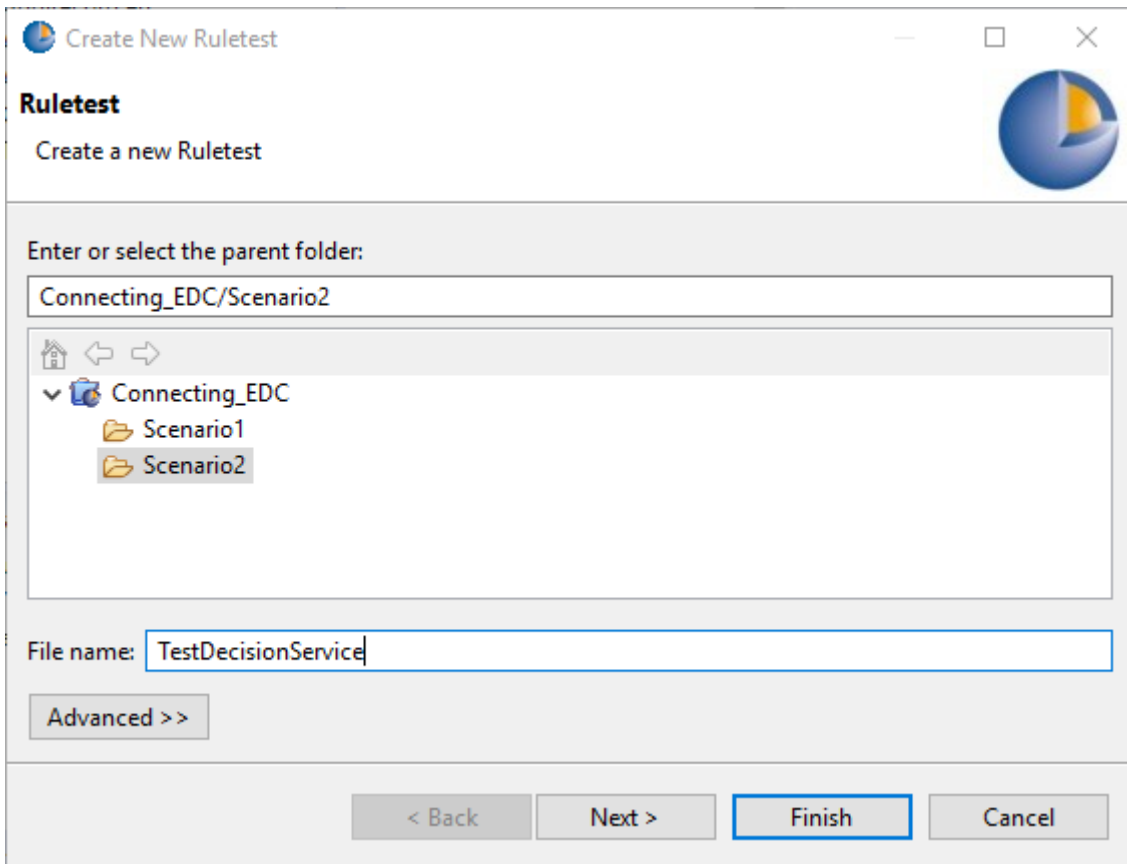 Create New Ruletest
Ruletest
Create a new Ruletest
Enter or select the parent folder:
Connecting_EDC/Scenario2
Connecting_EDC
Scenario1
Scenario2
File name: TestDecisionService
Advanced >>
< Back Next > Finish Cancel